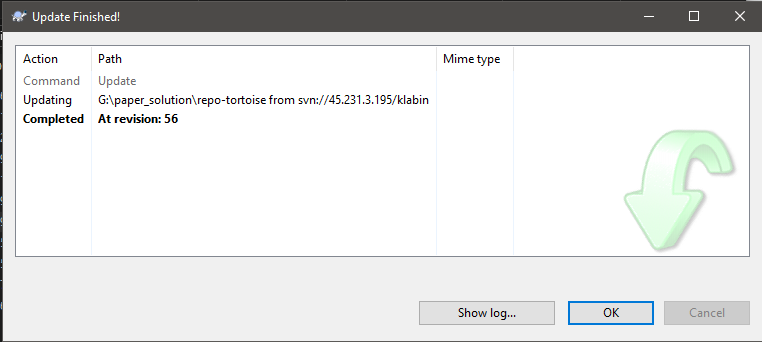 Update Finished!
Action Path Mime type
Command Update
Updating G:\paper_solution\repo-tortoise from svn://45.231.3.195/klabin
Completed At revision: 56
Show log... OK Cancel